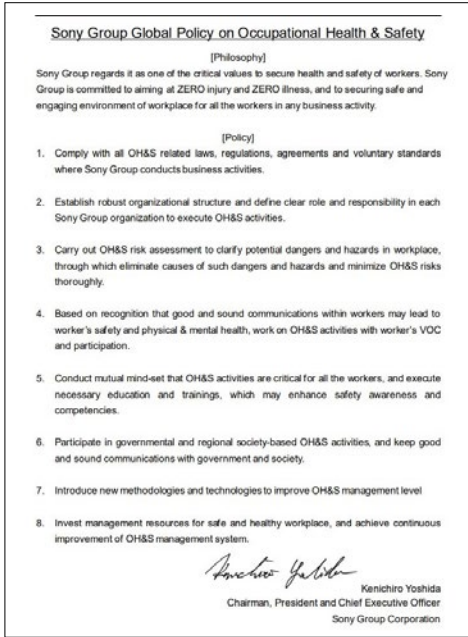 Sony Group Global Policy on Occupational Health & Safety
[Philosophy]
Sony Group regards it as one of the critical values to secure health and safety of workers. Sony
Group is committed to aiming at ZERO injury and ZERO illness, and to securing safe and
engaging environment of workplace for all the workers in any business activity.
[Policy]
1. Comply with all OH&S related laws, regulations, agreements and voluntary standards
where Sony Group conducts business activities.
2. Establish robust organizational structure and define clear role and responsibility in each
Sony Group organization to execute OH&S activities.
3. Carry out OH&S risk assessment to clarify potential dangers and hazards in workplace,
through which eliminate causes of such dangers and hazards and minimize OH&S risks
thoroughly.
4. Based on recognition that good and sound communications within workers may lead to
worker's safety and physical & mental health, work on OH&S activities with worker's VOC
and participation.
5. Conduct mutual mind-set that OH&S activities are critical for all the workers, and execute
necessary education and trainings, which may enhance safety awareness and
competencies.
6. Participate in governmental and regional society-based OH&S activities, and keep good
and sound communications with government and society.
7. Introduce new methodologies and technologies to improve OH&S management level
8. Invest management resources for safe and healthy workplace, and achieve continuous
improvement of OH&S management system.
Kenichiro Yoshida
Kenichiro Yoshida
Chairman, President and Chief Executive Officer
Sony Group Corporation